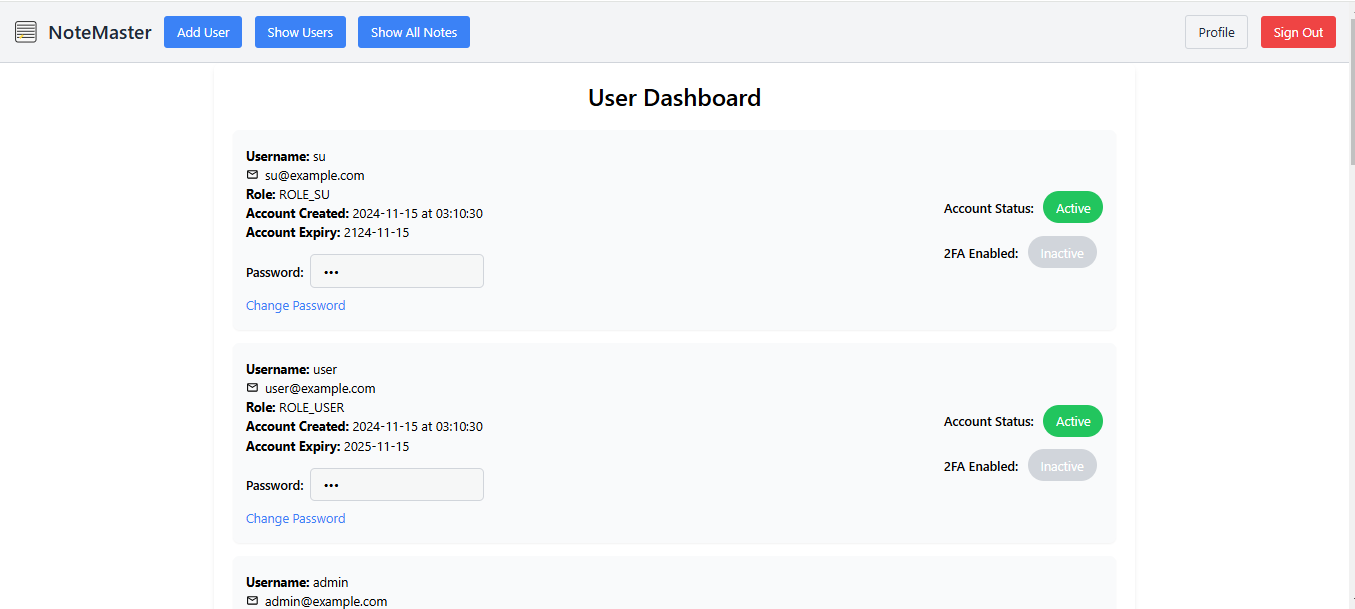 NoteMaster Add User Show Users Show All Notes Profile Sign Out
User Dashboard
Username: su
su@example.com
Role: ROLE_SU
Account Created: 2024-11-15 at 03:10:30
Account Expiry: 2124-11-15
Password: •••
Change Password
Account Status: Active
2FA Enabled: Inactive
Username: user
user@example.com
Role: ROLE_USER
Account Created: 2024-11-15 at 03:10:30
Account Expiry: 2025-11-15
Password: •••
Change Password
Account Status: Active
2FA Enabled: Inactive
Username: admin
admin@example.com